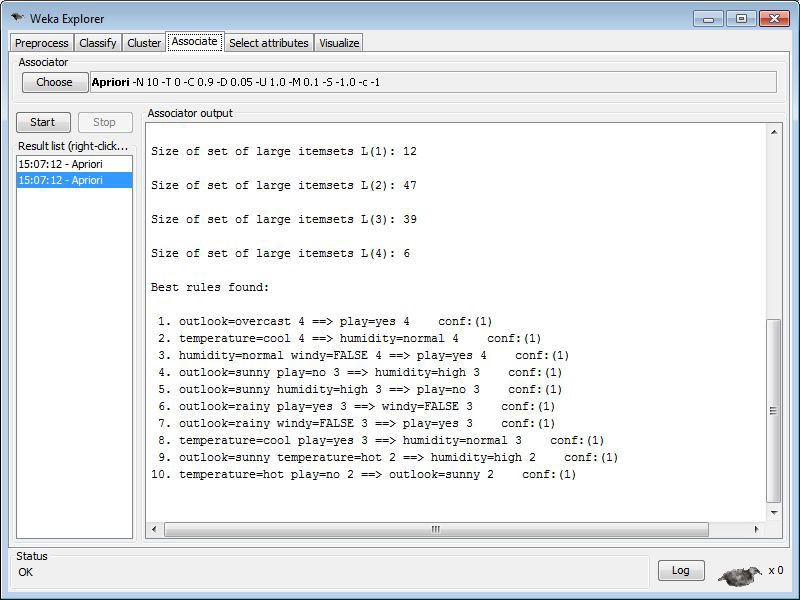 Weka Explorer
Preprocess Classify Cluster Associate Select attributes Visualize
Associator
Choose Apriori -N 10 -T 0 -C 0.9 -D 0.05 -U 1.0 -M 0.1 -S -1.0 -c -1
Start Stop
Result list (right-click...
15:07:12 - Apriori
15:07:12 - Apriori
Associator output
Size of set of large itemsets L(1): 12
Size of set of large itemsets L(2): 47
Size of set of large itemsets L(3): 39
Size of set of large itemsets L(4): 6
Best rules found:
1. outlook=overcast 4 ==> play=yes 4 conf:(1)
2. temperature=cool 4 ==> humidity=normal 4 conf:(1)
3. humidity=normal windy=FALSE 4 ==> play=yes 4 conf:(1)
4. outlook=sunny play=no 3 ==> humidity=high 3 conf:(1)
5. outlook=sunny humidity=high 3 ==> play=no 3 conf:(1)
6. outlook=rainy play=yes 3 ==> windy=FALSE 3 conf:(1)
7. outlook=rainy windy=FALSE 3 ==> play=yes 3 conf:(1)
8. temperature=cool play=yes 3 ==> humidity=normal 3 conf:(1)
9. outlook=sunny temperature=hot 2 ==> humidity=high 2 conf:(1)
10. temperature=hot play=no 2 ==> outlook=sunny 2 conf:(1)
Status
OK
Log x 0